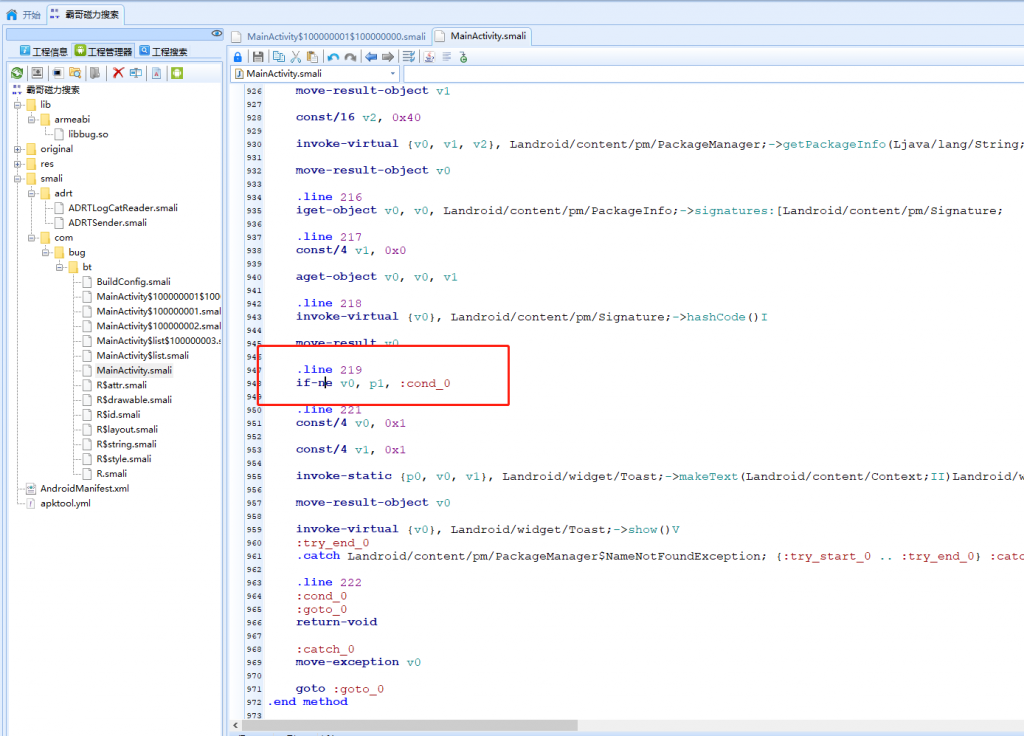 开始
霸哥磁力搜索
工程信息
工程管理器
工程搜索
霸哥磁力搜索
lib
armeabi
libbug.so
original
res
smali
adrt
ADRTLogCatReader.smali
ADRTSender.smali
com
bug
bt
BuildConfig.smali
MainActivity$100000001$100
MainActivity$100000001.smal
MainActivity$100000002.smal
MainActivity$list$100000003.s
MainActivity$list.smali
MainActivity.smali
R$attr.smali
R$drawable.smali
R$id.smali
R$layout.smali
R$string.smali
R$style.smali
R.smali
AndroidManifest.xml
apktool.yml
MainActivity$100000001$100000000.smali
MainActivity.smali
MainActivity.smali
926 move-result-object v1
927
928 const/16 v2, 0x40
929
930 invoke-virtual {v0, v1, v2}, Landroid/content/pm/PackageManager;->getPackageInfo(Ljava/lang/String;
931
932 move-result-object v0
933
934 .line 216
935 iget-object v0, v0, Landroid/content/pm/PackageInfo;->signatures:[Landroid/content/pm/Signature;
936
937 .line 217
938 const/4 v1, 0x0
939
940 aget-object v0, v0, v1
941
942 .line 218
943 invoke-virtual {v0}, Landroid/content/pm/Signature;->hashCode()I
944
945 move-result v0
946
947 .line 219
948 if-ne v0, p1, :cond_0
949
950 .line 221
951 const/4 v0, 0x1
952
953 const/4 v1, 0x1
954
955 invoke-static {p0, v0, v1}, Landroid/widget/Toast;->makeText(Landroid/content/Context;II)Landroid/w
956
957 move-result-object v0
958
959 invoke-virtual {v0}, Landroid/widget/Toast;->show()V
960 :try_end_0
961 .catch Landroid/content/pm/PackageManager$NameNotFoundException; {:try_start_0 .. :try_end_0} :catc
962
963 .line 222
964 :cond_0
965 :goto_0
966 return-void
967
968 :catch_0
969 move-exception v0
970
971 goto :goto_0
972 .end method
973